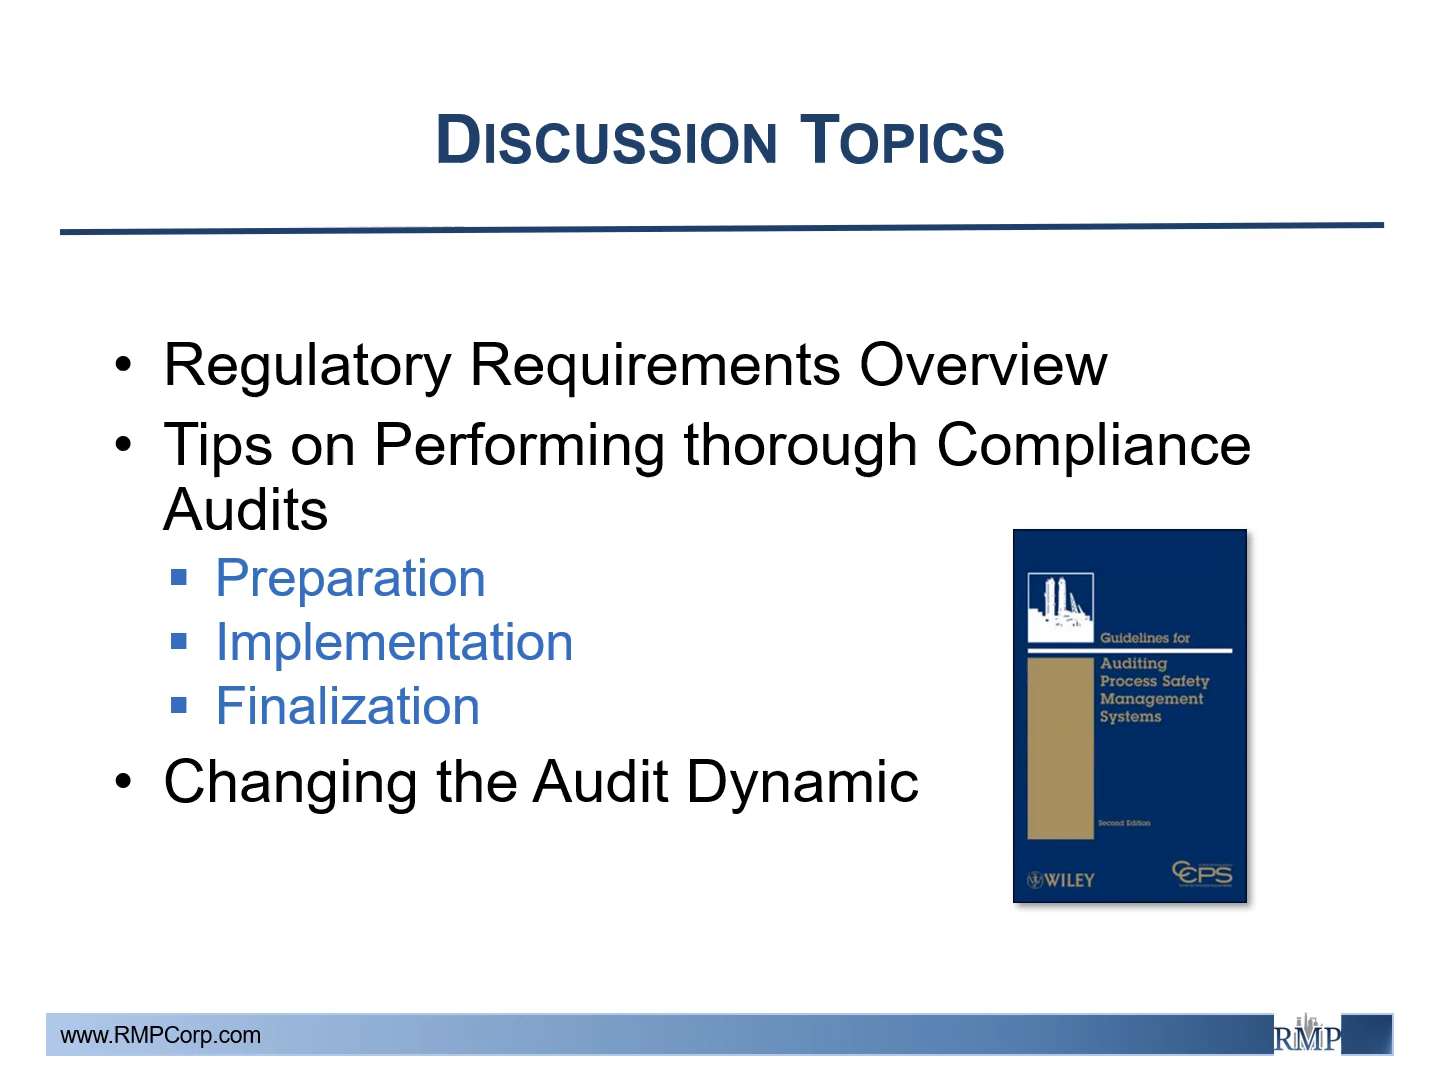 DISCUSSION TOPICS
• Regulatory Requirements Overview
• Tips on Performing thorough Compliance
Audits
▪ Preparation
▪ Implementation
▪ Finalization
• Changing the Audit Dynamic
Guidelines for
Auditing
Process Safety
Management
Systems
Second Edition
WILEY
CCPS
www.RMPCorp.com
RMP